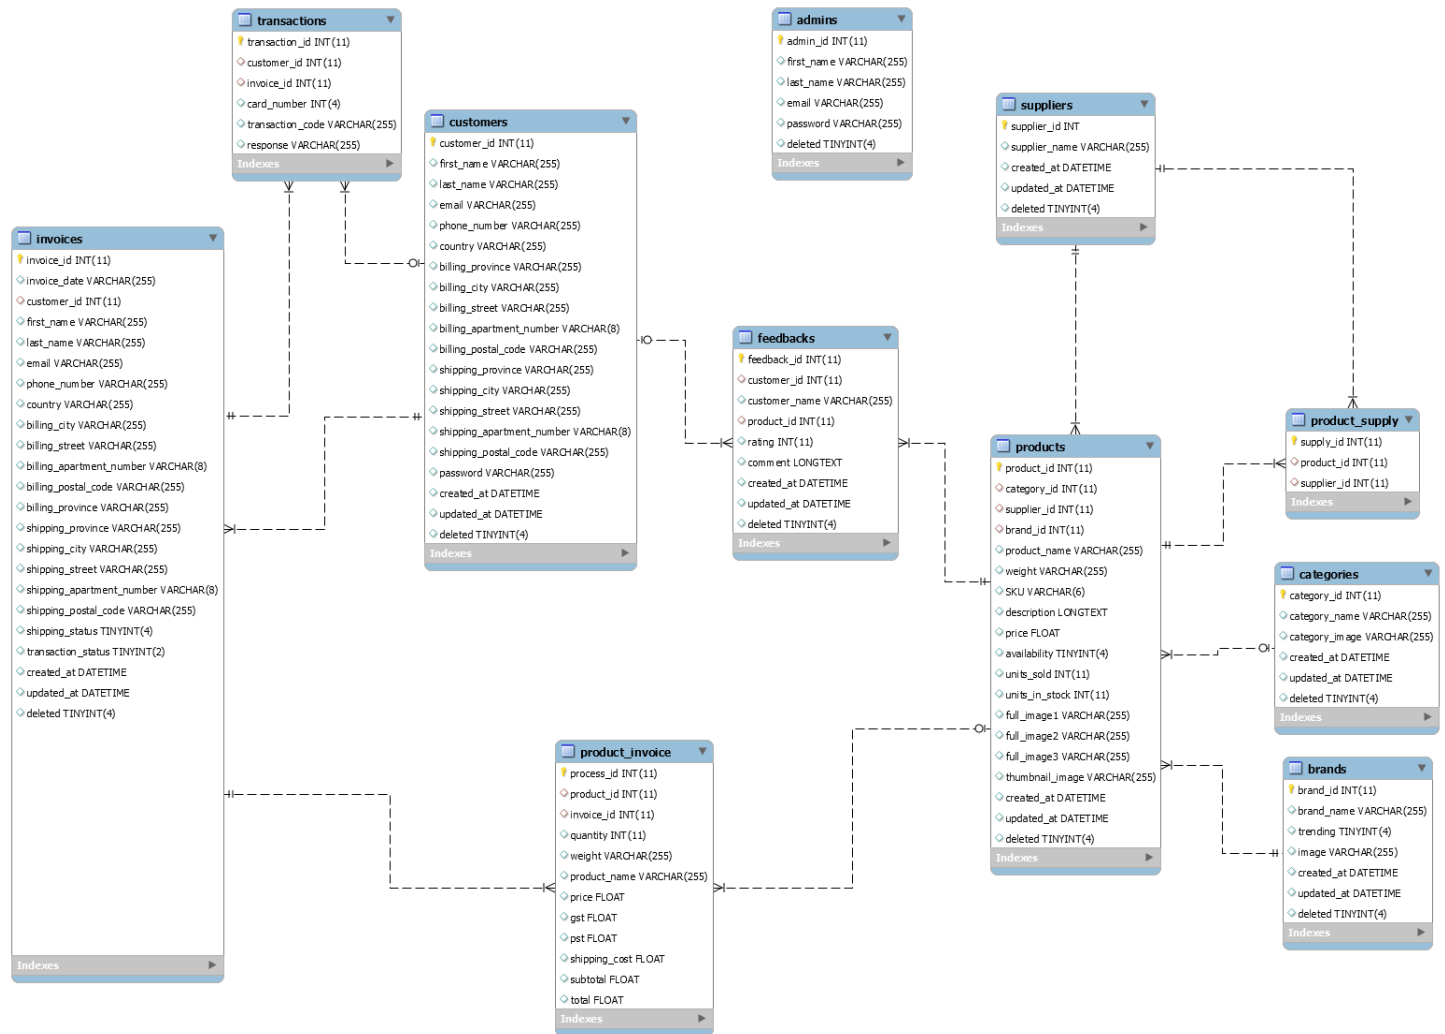 transactions
transaction_id INT(11)
customer_id INT(11)
invoice_id INT(11)
card_number INT(4)
transaction_code VARCHAR(255)
response VARCHAR(255)
Indexes
admins
admin_id INT(11)
first_name VARCHAR(255)
last_name VARCHAR(255)
email VARCHAR(255)
password VARCHAR(255)
deleted TINYINT(4)
Indexes
suppliers
supplier_id INT
supplier_name VARCHAR(255)
created_at DATETIME
updated_at DATETIME
deleted TINYINT(4)
Indexes
customers
customer_id INT(11)
first_name VARCHAR(255)
last_name VARCHAR(255)
email VARCHAR(255)
phone_number VARCHAR(255)
country VARCHAR(255)
billing_province VARCHAR(255)
billing_city VARCHAR(255)
billing_street VARCHAR(255)
billing_apartment_number VARCHAR(8)
billing_postal_code VARCHAR(255)
shipping_province VARCHAR(255)
shipping_city VARCHAR(255)
shipping_street VARCHAR(255)
shipping_apartment_number VARCHAR(8)
shipping_postal_code VARCHAR(255)
password VARCHAR(255)
created_at DATETIME
updated_at DATETIME
deleted TINYINT(4)
Indexes
invoices
invoice_id INT(11)
invoice_date VARCHAR(255)
customer_id INT(11)
first_name VARCHAR(255)
last_name VARCHAR(255)
email VARCHAR(255)
phone_number VARCHAR(255)
country VARCHAR(255)
billing_city VARCHAR(255)
billing_street VARCHAR(255)
billing_apartment_number VARCHAR(8)
billing_postal_code VARCHAR(255)
billing_province VARCHAR(255)
shipping_province VARCHAR(255)
shipping_city VARCHAR(255)
shipping_street VARCHAR(255)
shipping_apartment_number VARCHAR(8)
shipping_postal_code VARCHAR(255)
shipping_status TINYINT(4)
transaction_status TINYINT(2)
created_at DATETIME
updated_at DATETIME
deleted TINYINT(4)
Indexes
feedbacks
feedback_id INT(11)
customer_id INT(11)
customer_name VARCHAR(255)
product_id INT(11)
rating INT(11)
comment LONGTEXT
created_at DATETIME
updated_at DATETIME
deleted TINYINT(4)
Indexes
products
product_id INT(11)
category_id INT(11)
supplier_id INT(11)
brand_id INT(11)
product_name VARCHAR(255)
weight VARCHAR(255)
SKU VARCHAR(6)
description LONGTEXT
price FLOAT
availability TINYINT(4)
units_sold INT(11)
units_in_stock INT(11)
full_image1 VARCHAR(255)
full_image2 VARCHAR(255)
full_image3 VARCHAR(255)
thumbnail_image VARCHAR(255)
created_at DATETIME
updated_at DATETIME
deleted TINYINT(4)
Indexes
product_supply
supply_id INT(11)
product_id INT(11)
supplier_id INT(11)
Indexes
categories
category_id INT(11)
category_name VARCHAR(255)
category_image VARCHAR(255)
created_at DATETIME
updated_at DATETIME
deleted TINYINT(4)
Indexes
product_invoice
process_id INT(11)
product_id INT(11)
invoice_id INT(11)
quantity INT(11)
weight VARCHAR(255)
product_name VARCHAR(255)
price FLOAT
gst FLOAT
pst FLOAT
shipping_cost FLOAT
subtotal FLOAT
total FLOAT
Indexes
brands
brand_id INT(11)
brand_name VARCHAR(255)
trending TINYINT(4)
image VARCHAR(255)
created_at DATETIME
updated_at DATETIME
deleted TINYINT(4)
Indexes